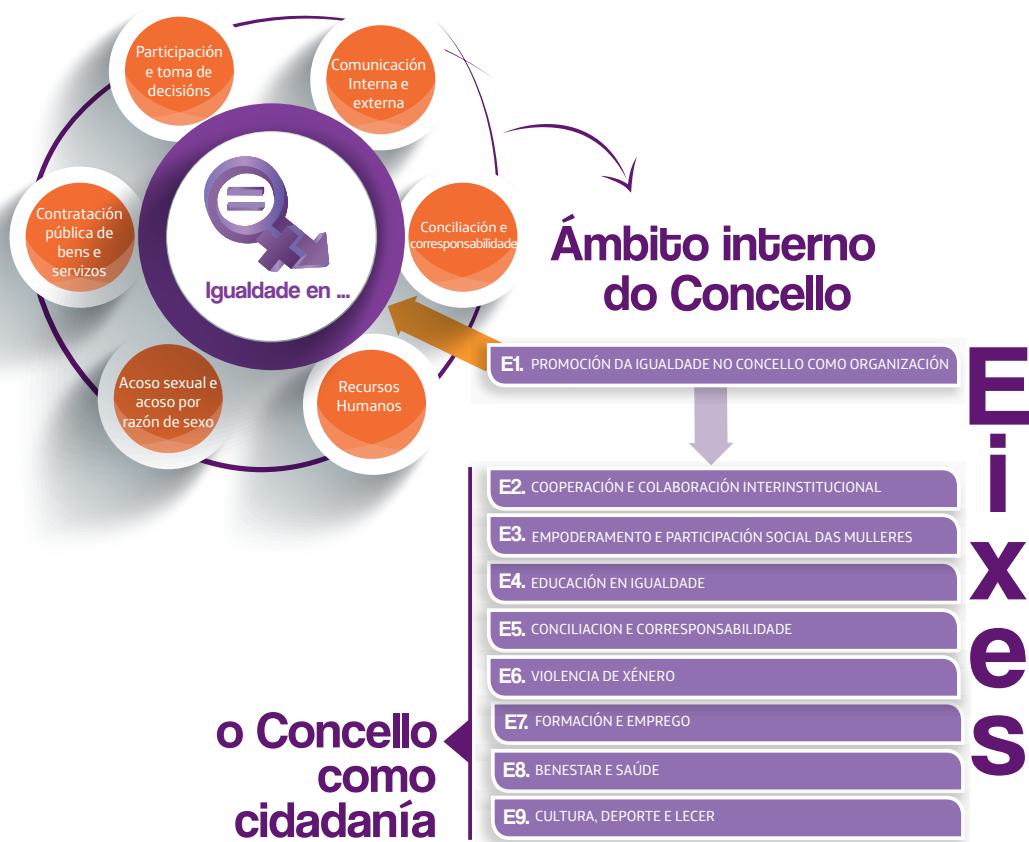 Participación
e toma de
decisións
Comunicación
Interna e
externa
Contratación
pública de
bens e
servizos
Conciliación e
corresponsabilidade
Igualdade en ...
Acoso sexual e
acoso por
razón de sexo
Recursos
Humanos
Ámbito interno
do Concello
E1. PROMOCIÓN DA IGUALDADE NO CONCELLO COMO ORGANIZACIÓN
E2. COOPERACIÓN E COLABORACIÓN INTERINSTITUCIONAL
E3. EMPODERAMENTO E PARTICIPACIÓN SOCIAL DAS MULLERES
E4. EDUCACIÓN EN IGUALDADE
E5. CONCILIACION E CORRESPONSABILIDADE
E6. VIOLENCIA DE XÉNERO
E7. FORMACIÓN E EMPREGO
E8. BENESTAR E SAÚDE
E9. CULTURA, DEPORTE E LECER
o Concello
como
cidadanía
Eixes